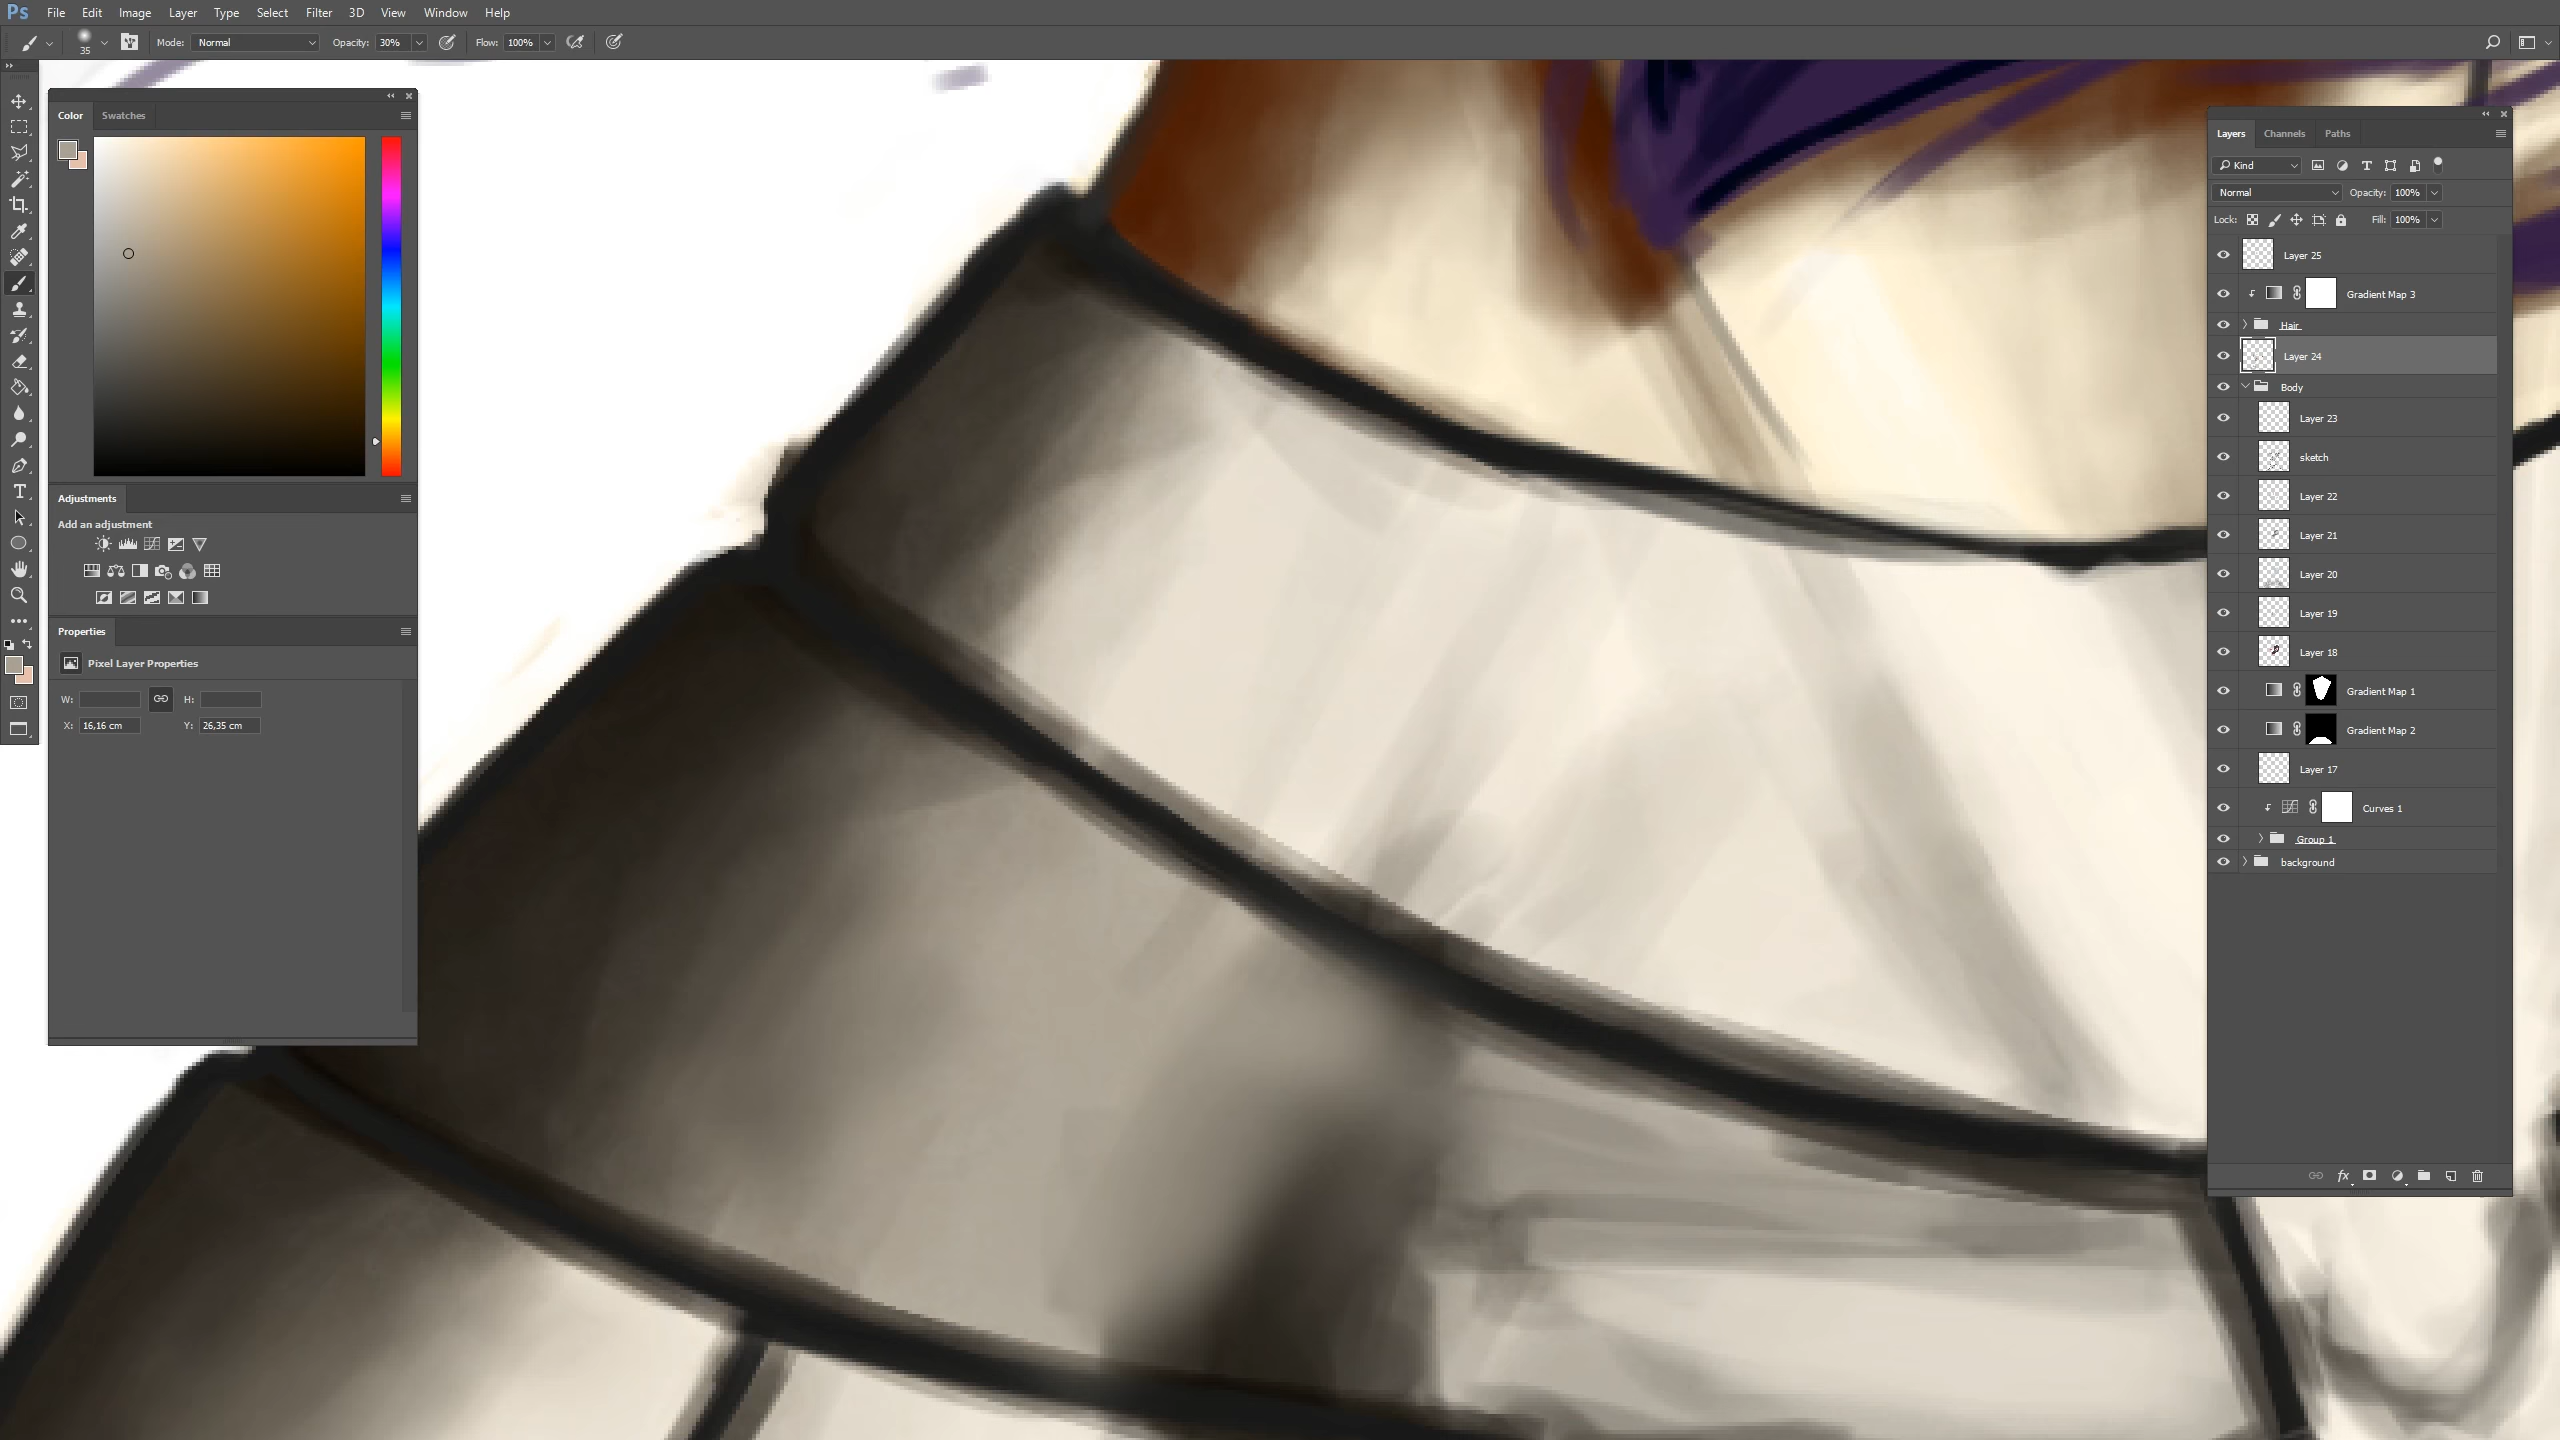 Ps File Edit Image Layer Type Select Filter 3D View Window Help
35 Mode: Normal Opacity: 30% Flow: 100%
Color Swatches
Adjustments
Add an adjustment
Properties
Pixel Layer Properties
W: H:
X: 16,16 cm Y: 26,35 cm
Layers Channels Paths
Kind
Normal Opacity: 100%
Lock: Fill: 100%
Layer 25
Gradient Map 3
Hair
Layer 24
Body
Layer 23
sketch
Layer 22
Layer 21
Layer 20
Layer 19
Layer 18
Gradient Map 1
Gradient Map 2
Layer 17
Curves 1
Group 1
background
fx